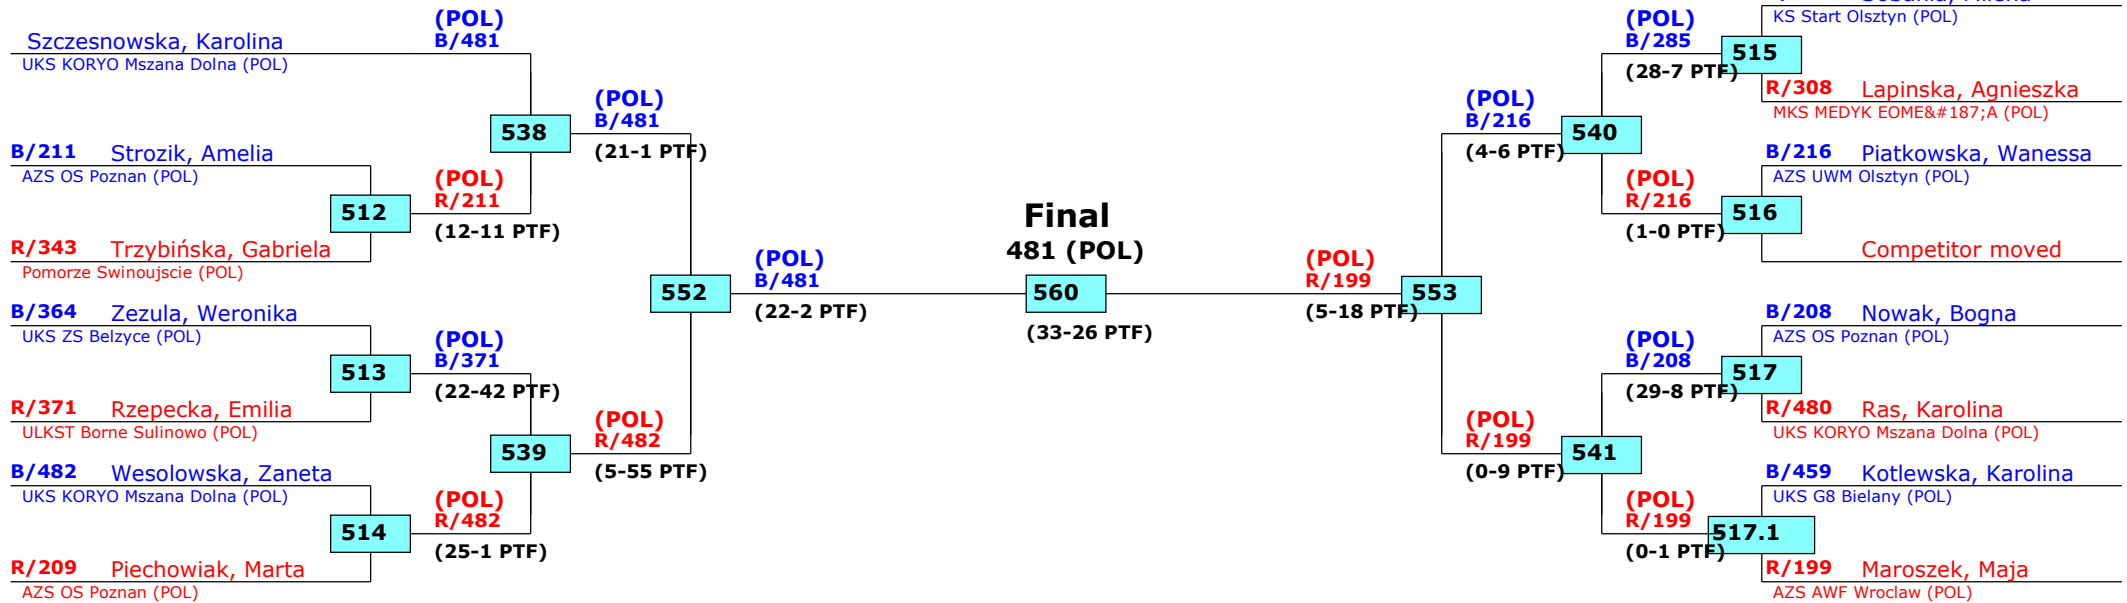 Szczesnowska, Karolina
UKS KORYO Mszana Dolna (POL)
B/211 Strozik, Amelia
AZS OS Poznan (POL)
R/343 Trzybińska, Gabriela
Pomorze Swinoujscie (POL)
B/364 Zezula, Weronika
UKS ZS Belzyce (POL)
R/371 Rzepecka, Emilia
ULKST Borne Sulinowo (POL)
B/482 Wesolowska, Zaneta
UKS KORYO Mszana Dolna (POL)
R/209 Piechowiak, Marta
AZS OS Poznan (POL)
512
513
514
(POL)
B/481
(POL)
R/211
(12-11 PTF)
(POL)
B/371
(22-42 PTF)
(POL)
R/482
(25-1 PTF)
538
539
(POL)
B/481
(21-1 PTF)
(POL)
R/482
(5-55 PTF)
552
(POL)
B/481
(22-2 PTF)
Final
481 (POL)
560
(33-26 PTF)
(POL)
R/199
(5-18 PTF)
553
(POL)
B/216
(4-6 PTF)
(POL)
R/199
(0-9 PTF)
540
541
(POL)
B/285
(28-7 PTF)
(POL)
R/216
(1-0 PTF)
(POL)
B/208
(29-8 PTF)
(POL)
R/199
(0-1 PTF)
515
516
517
517.1
KS Start Olsztyn (POL)
R/308 Lapinska, Agnieszka
MKS MEDYK EOME&#187;A (POL)
B/216 Piatkowska, Wanessa
AZS UWM Olsztyn (POL)
Competitor moved
B/208 Nowak, Bogna
AZS OS Poznan (POL)
R/480 Ras, Karolina
UKS KORYO Mszana Dolna (POL)
B/459 Kotlewska, Karolina
UKS G8 Bielany (POL)
R/199 Maroszek, Maja
AZS AWF Wroclaw (POL)